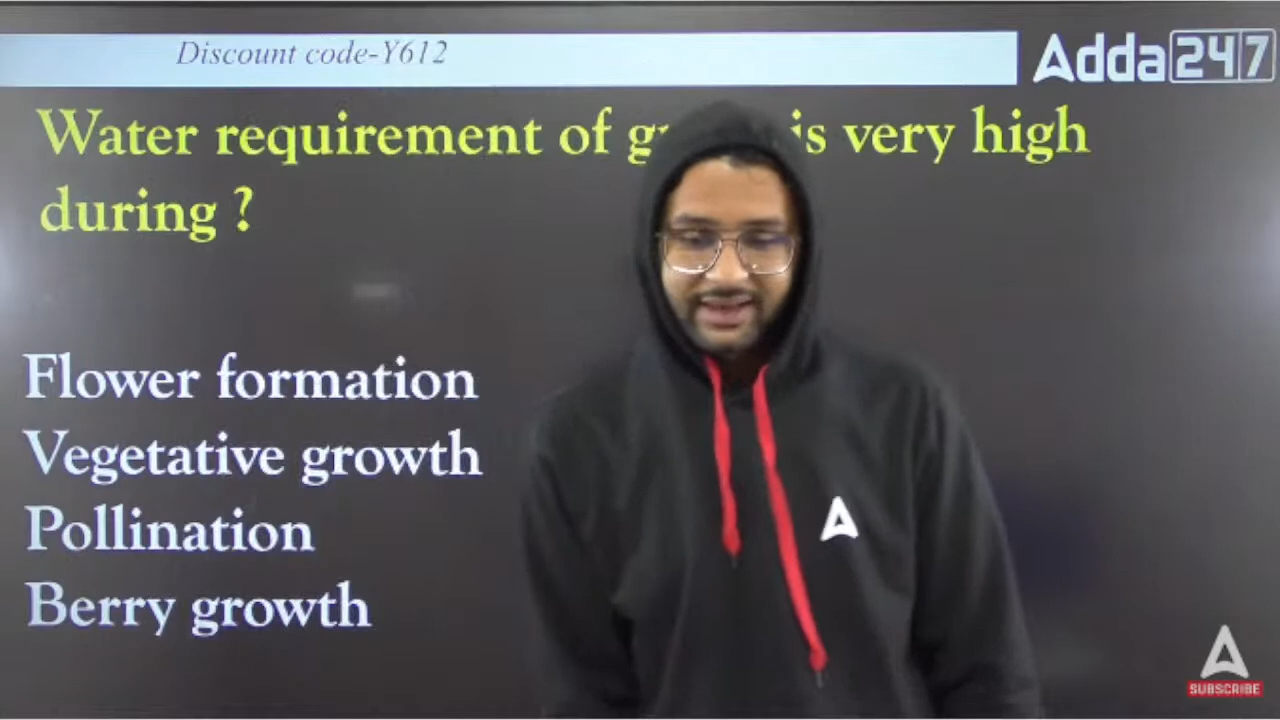 Discount code-Y612
Adda247
Water requirement of is very high
during ?
Flower formation
Vegetative growth
Pollination
Berry growth
SUBSCRIBE